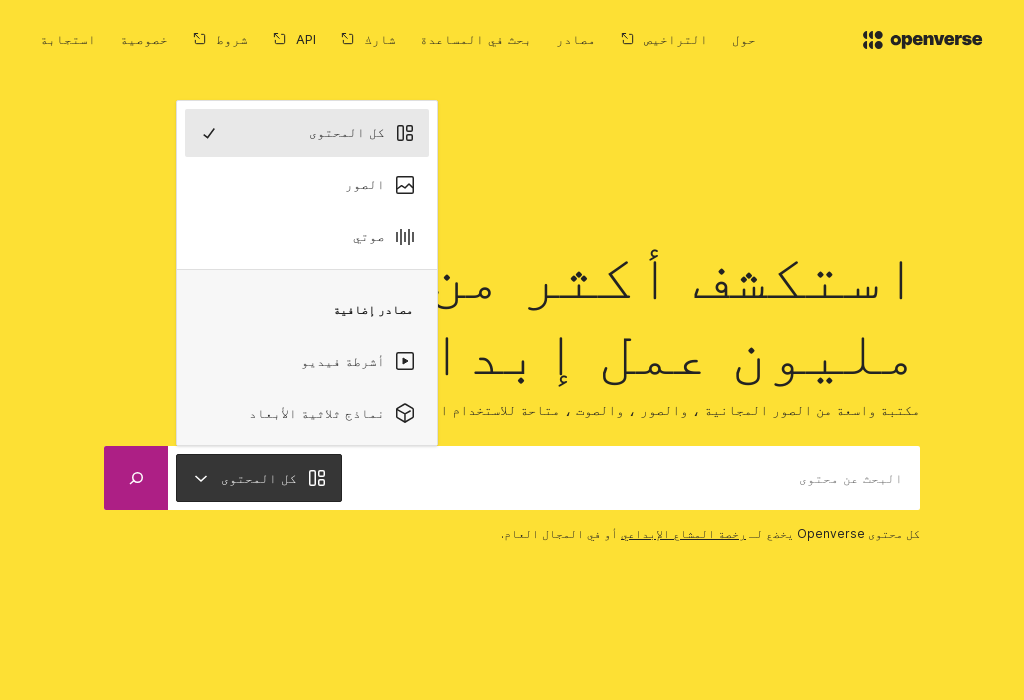 openverse
حول
التراخيص
مصادر
بحث في المساعدة
شارك
API
شروط
خصوصية
استجابة
كل المحتوى
الصور
صوتي
مصادر إضافية
أشرطة فيديو
نماذج ثلاثية الأبعاد
استكشف أكثر من
مليون عمل
مكتبة واسعة من الصور المجانية ، والصور ، والصوت ، متاحة للاستخدام
البحث عن محتوى
كل المحتوى
كل محتوى Openverse يخضع لـ رخصة المشاع الإبداعي أو في المجال العام.